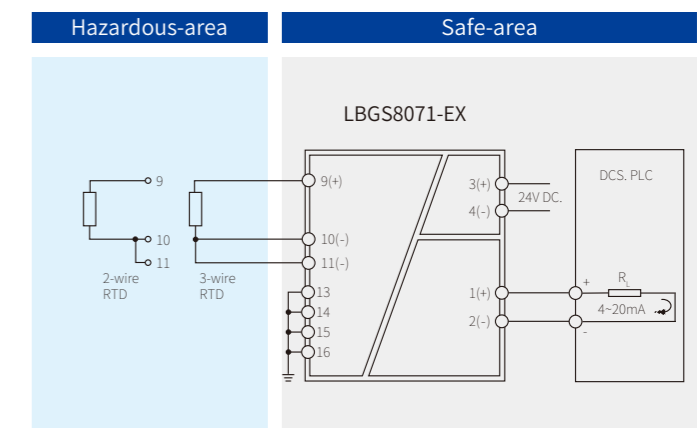 Hazardous-area
Safe-area
LBGS8071-EX
9
10
11
2-wire
RTD
3-wire
RTD
9(+)
10(-)
11(-)
13
14
15
16
3(+)
4(-)
24V DC.
1(+)
2(-)
DCS. PLC
+
RL
4~20mA
-